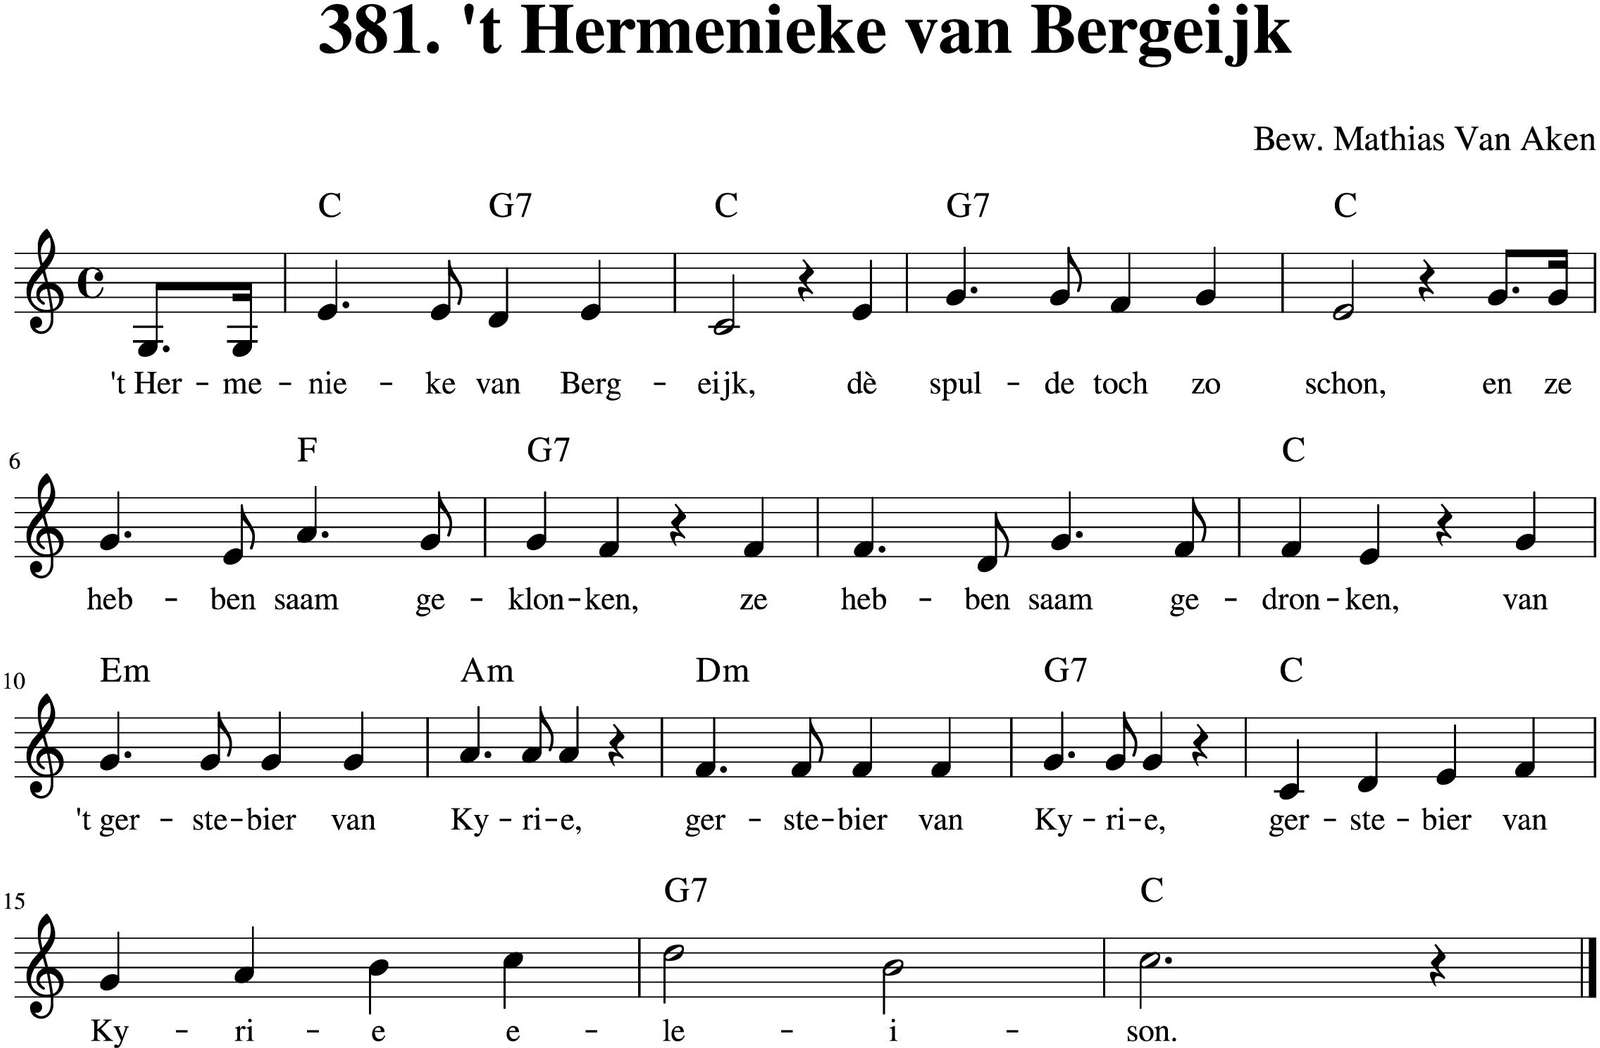 381. 't Hermenieke van Bergeijk
Bew. Mathias Van Aken
C G7 C G7 C
't Her - me - nie - ke van Berg - eijk, dè spul - de toch zo schon, en ze
6 F G7 C
heb - ben saam ge - klon - ken, ze heb - ben saam ge - dron - ken, van
10 Em Am Dm G7 C
't ger - ste - bier van Ky - ri - e, ger - ste - bier van Ky - ri - e, ger - ste - bier van
15 G7 C
Ky - ri - e e - le - i - son.